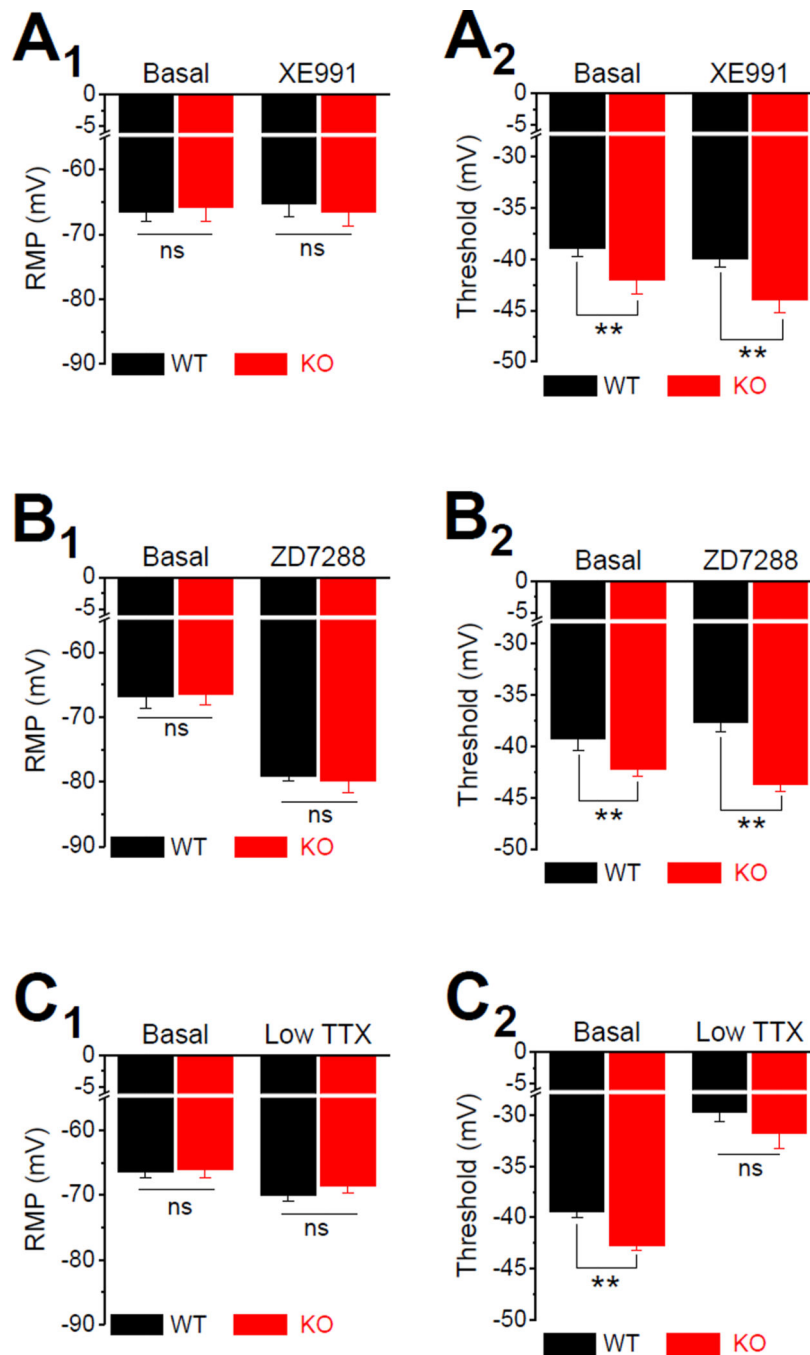 A1
Basal XE991
0
-5
-60
-70
-80
-90
RMP (mV)
ns ns
WT KO
A2
Basal XE991
0
-5
-30
-35
-40
-45
-50
Threshold (mV)
** **
WT KO
B1
Basal ZD7288
0
-5
-60
-70
-80
-90
RMP (mV)
ns ns
WT KO
B2
Basal ZD7288
0
-5
-30
-35
-40
-45
-50
Threshold (mV)
** **
WT KO
C1
Basal Low TTX
0
-5
-60
-70
-80
-90
RMP (mV)
ns ns
WT KO
C2
Basal Low TTX
0
-5
-30
-35
-40
-45
-50
Threshold (mV)
** ns
WT KO